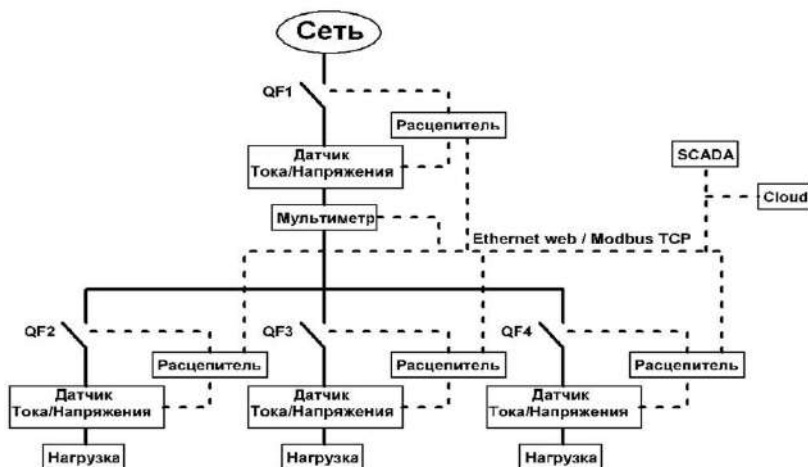 Сеть
QF1
Расцепитель
Датчик
Тока/Напряжения
SCADA
Cloud
Мультиметр
Ethernet web / Modbus TCP
QF2
QF3
QF4
Расцепитель
Расцепитель
Расцепитель
Датчик
Тока/Напряжения
Датчик
Тока/Напряжения
Датчик
Тока/Напряжения
Нагрузка
Нагрузка
Нагрузка